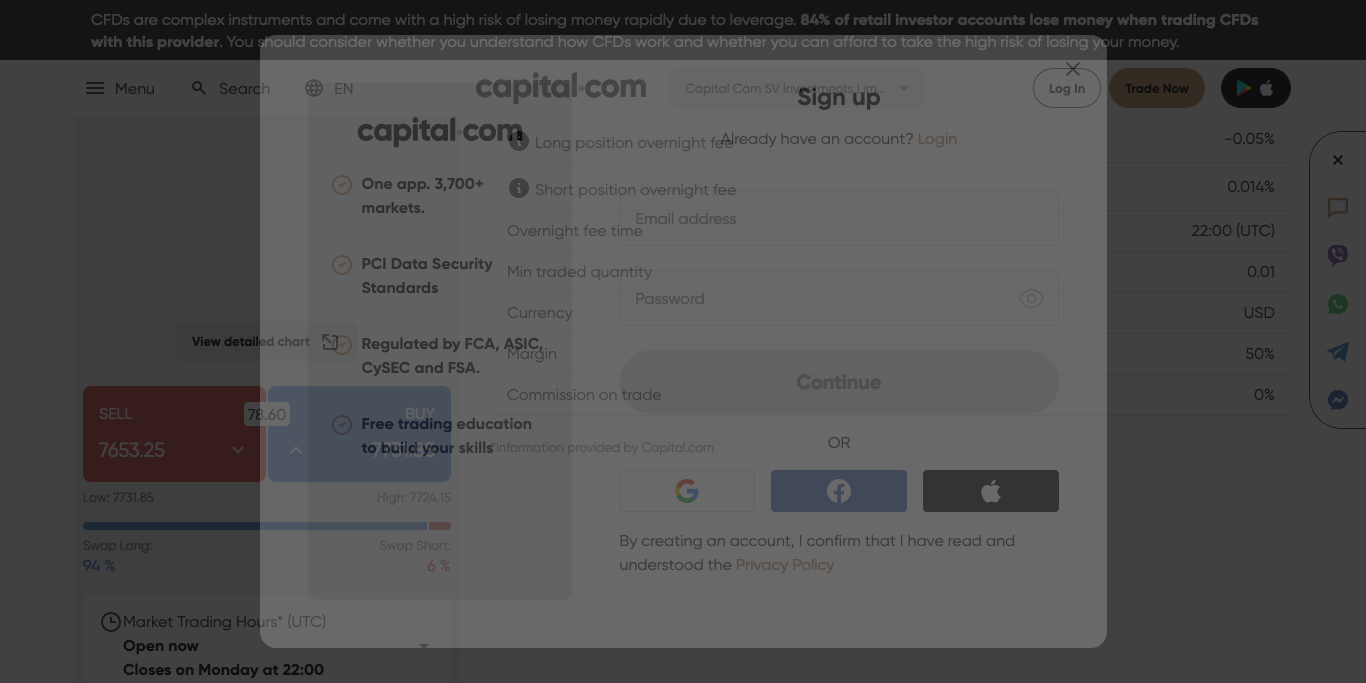 CFDs are complex instruments and come with a high risk of losing money rapidly due to leverage. 84% of retail investor accounts lose money when trading CFDs
with this provider. You should consider whether you understand how CFDs work and whether you can afford to take the high risk of losing your money.
Menu
Search
EN
capital.com
Capital Com SV Investments Lim...
Log In
Trade Now
Sign up
Already have an account? Login
capital.com
One app. 3,700+
markets.
PCI Data Security
Standards
Regulated by FCA, ASIC,
CySEC and FSA.
Free trading education
to build your skills
Email address
Password
Continue
OR
By creating an account, I confirm that I have read and
understood the Privacy Policy
Long position overnight fee
-0.05%
Short position overnight fee
0.014%
Overnight fee time
22:00 (UTC)
Min traded quantity
0.01
Currency
USD
Margin
50%
Commission on trade
0%
*Information provided by Capital.com
View detailed chart
SELL
7653.25
78.60
BUY
Low: 7731.85
High: 7724.15
Swap Long:
94 %
Swap Short:
6 %
Market Trading Hours* (UTC)
Open now
Closes on Monday at 22:00